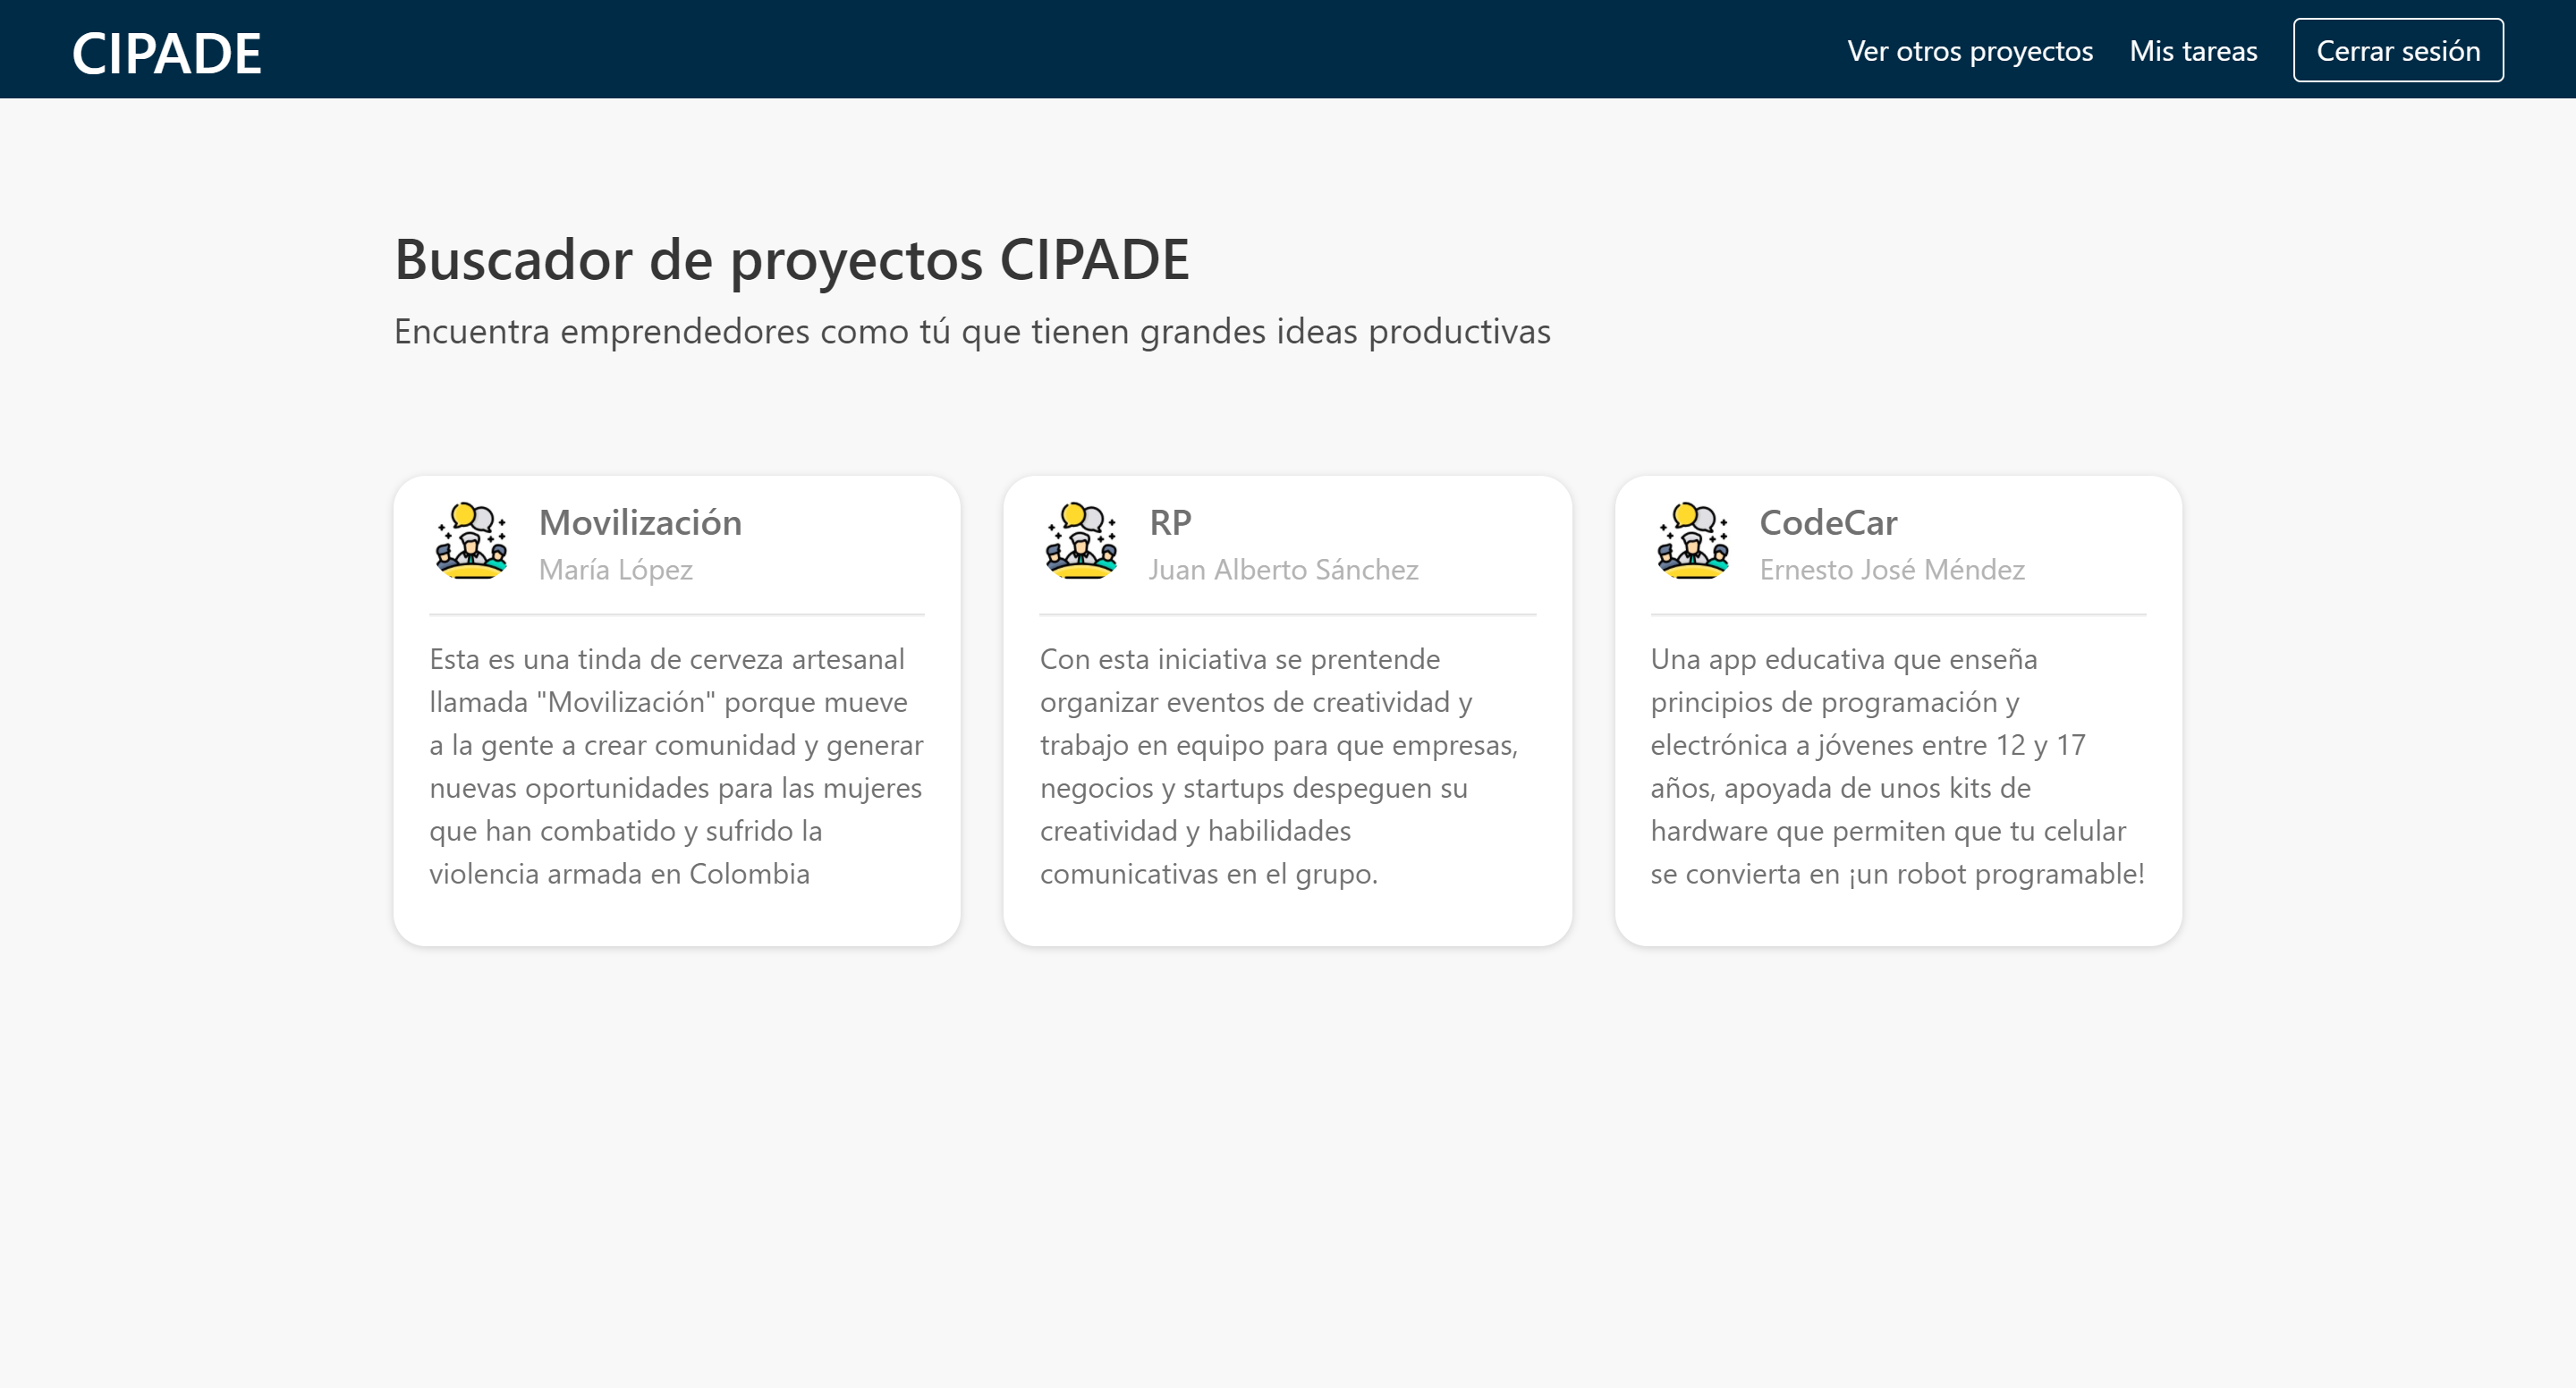 CIPADE
Ver otros proyectos
Mis tareas
Cerrar sesión
Buscador de proyectos CIPADE
Encuentra emprendedores como tú que tienen grandes ideas productivas
Movilización
María López
Esta es una tinda de cerveza artesanal
llamada "Movilización" porque mueve
a la gente a crear comunidad y generar
nuevas oportunidades para las mujeres
que han combatido y sufrido la
violencia armada en Colombia
RP
Juan Alberto Sánchez
Con esta iniciativa se prentende
organizar eventos de creatividad y
trabajo en equipo para que empresas,
negocios y startups despeguen su
creatividad y habilidades
comunicativas en el grupo.
CodeCar
Ernesto José Méndez
Una app educativa que enseña
principios de programación y
electrónica a jóvenes entre 12 y 17
años, apoyada de unos kits de
hardware que permiten que tu celular
se convierta en ¡un robot programable!